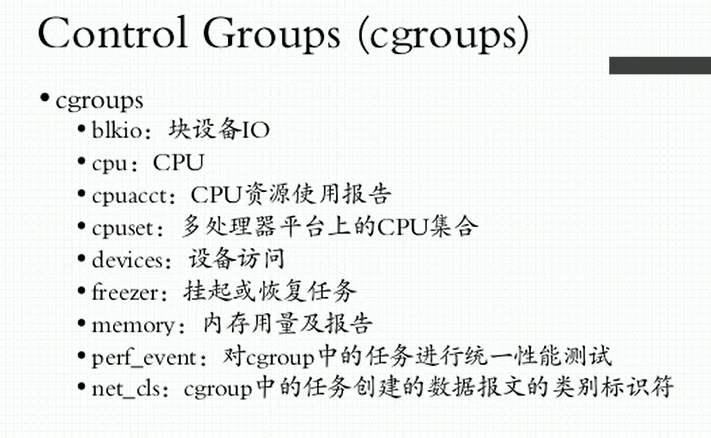 Control Groups (cgroups)
•cgroups
•blkio：块设备IO
•cpu：CPU
•cpuacct：CPU资源使用报告
•cpuset：多处理器平台上的CPU集合
•devices：设备访问
•freezer：挂起或恢复任务
•memory：内存用量及报告
•perf_event：对cgroup中的任务进行统一性能测试
•net_cls：cgroup中的任务创建的数据报文的类别标识符